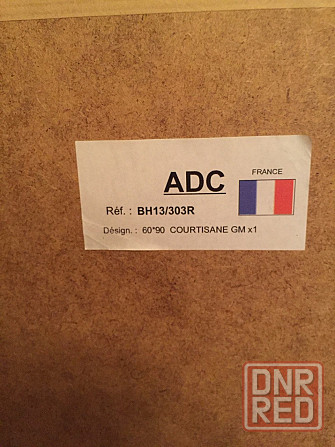 FRANCE
ADC
Réf. : BH13/303R
Désign. : 60*90 COURTISANE GM x1
DNR
RED